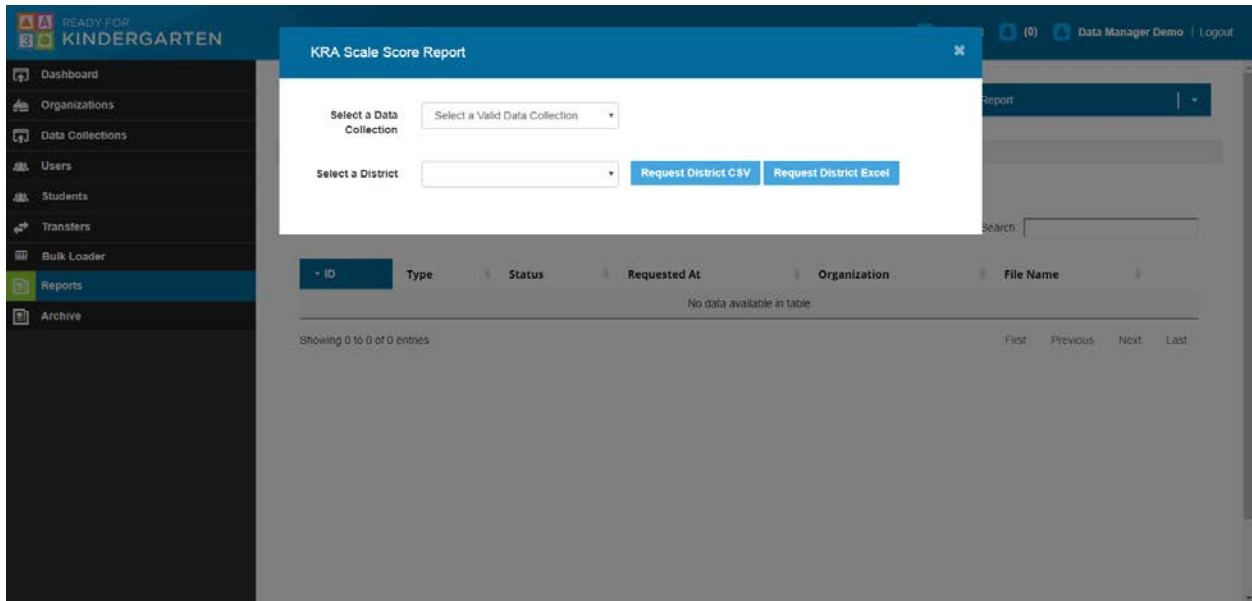 READY FOR
KINDERGARTEN
(0) Data Manager Demo | Logout
Dashboard
Organizations
Data Collections
Users
Students
Transfers
Bulk Loader
Reports
Archive
KRA Scale Score Report
Select a Data Collection
Select a Valid Data Collection
Select a District
Request District CSV
Request District Excel
Report
Search:
ID Type Status Requested At Organization File Name
No data available in table
Showing 0 to 0 of 0 entries
First Previous Next Last